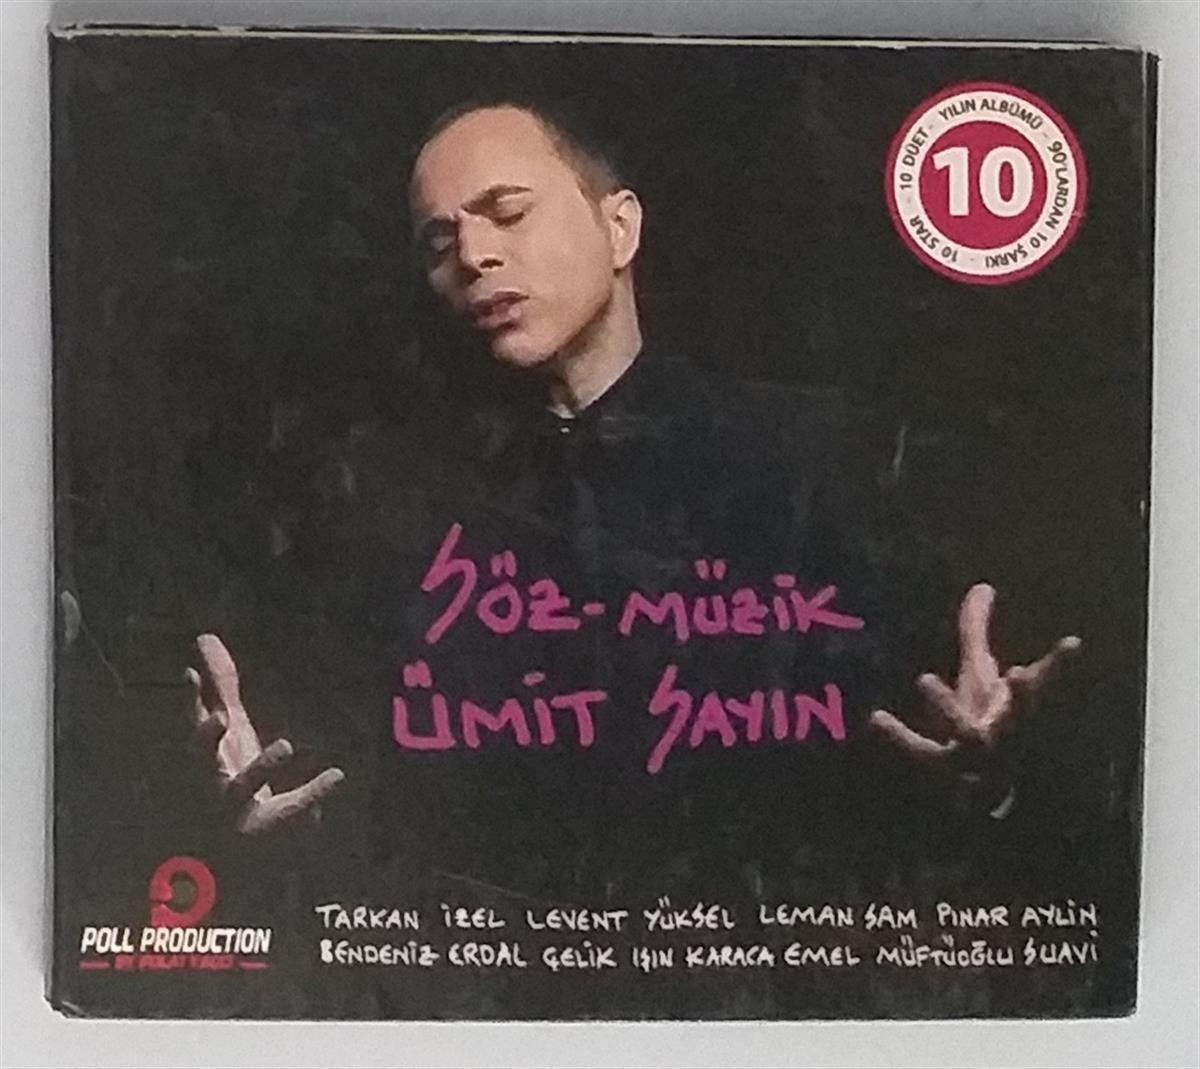 10 DÜET - YILIN ALBÜMÜ - 90'LARDAN 10 ŞARKI - 10 STAR -
10
SÖZ-MÜZİK
ÜMİT SAYIN
POLL PRODUCTION
TARKAN İZEL LEVENT YÜKSEL LEMAN SAM PINAR AYLİN
BENDENİZ ERDAL ÇELİK IŞIN KARACA EMEL MÜFTÜOĞLU SUAVİ